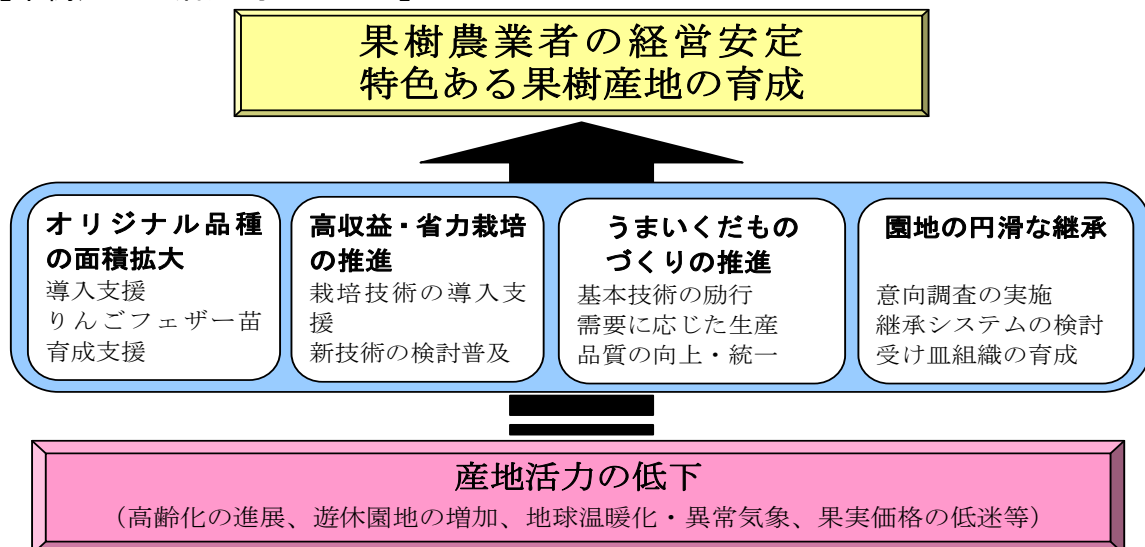 果樹農業者の経営安定
特色ある果樹産地の育成
オリジナル品種
の面積拡大
導入支援
りんごフェザー苗
育成支援
高収益・省力栽培
の推進
栽培技術の導入支
援
新技術の検討普及
うまいくだもの
づくりの推進
基本技術の励行
需要に応じた生産
品質の向上・統一
園地の円滑な継承
意向調査の実施
継承システムの検討
受け皿組織の育成
産地活力の低下
（高齢化の進展、遊休園地の増加、地球温暖化・異常気象、果実価格の低迷等）